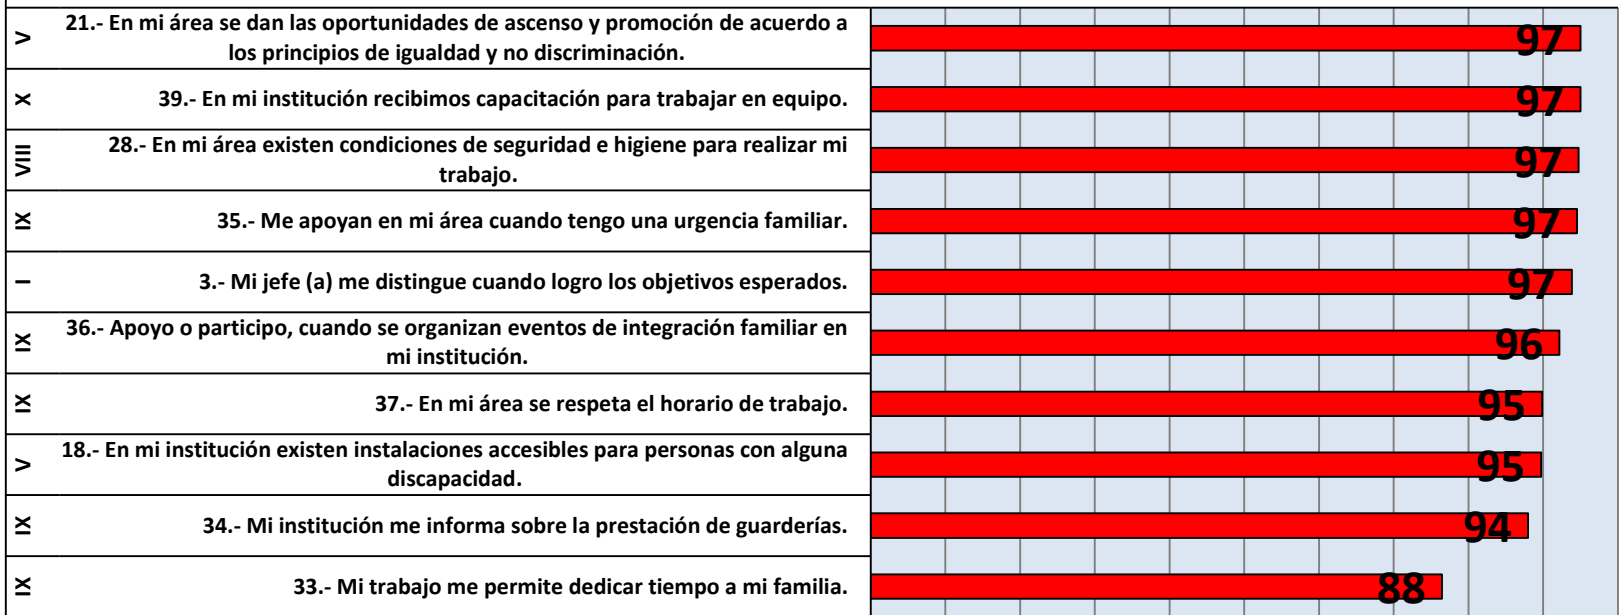 V
21.- En mi área se dan las oportunidades de ascenso y promoción de acuerdo a
los principios de igualdad y no discriminación.
97
X
39.- En mi institución recibimos capacitación para trabajar en equipo.
97
VIII
28.- En mi área existen condiciones de seguridad e higiene para realizar mi
trabajo.
97
IX
35.- Me apoyan en mi área cuando tengo una urgencia familiar.
97
I
3.- Mi jefe (a) me distingue cuando logro los objetivos esperados.
97
IX
36.- Apoyo o participo, cuando se organizan eventos de integración familiar en
mi institución.
96
IX
37.- En mi área se respeta el horario de trabajo.
95
V
18.- En mi institución existen instalaciones accesibles para personas con alguna
discapacidad.
95
IX
34.- Mi institución me informa sobre la prestación de guarderías.
94
IX
33.- Mi trabajo me permite dedicar tiempo a mi familia.
88